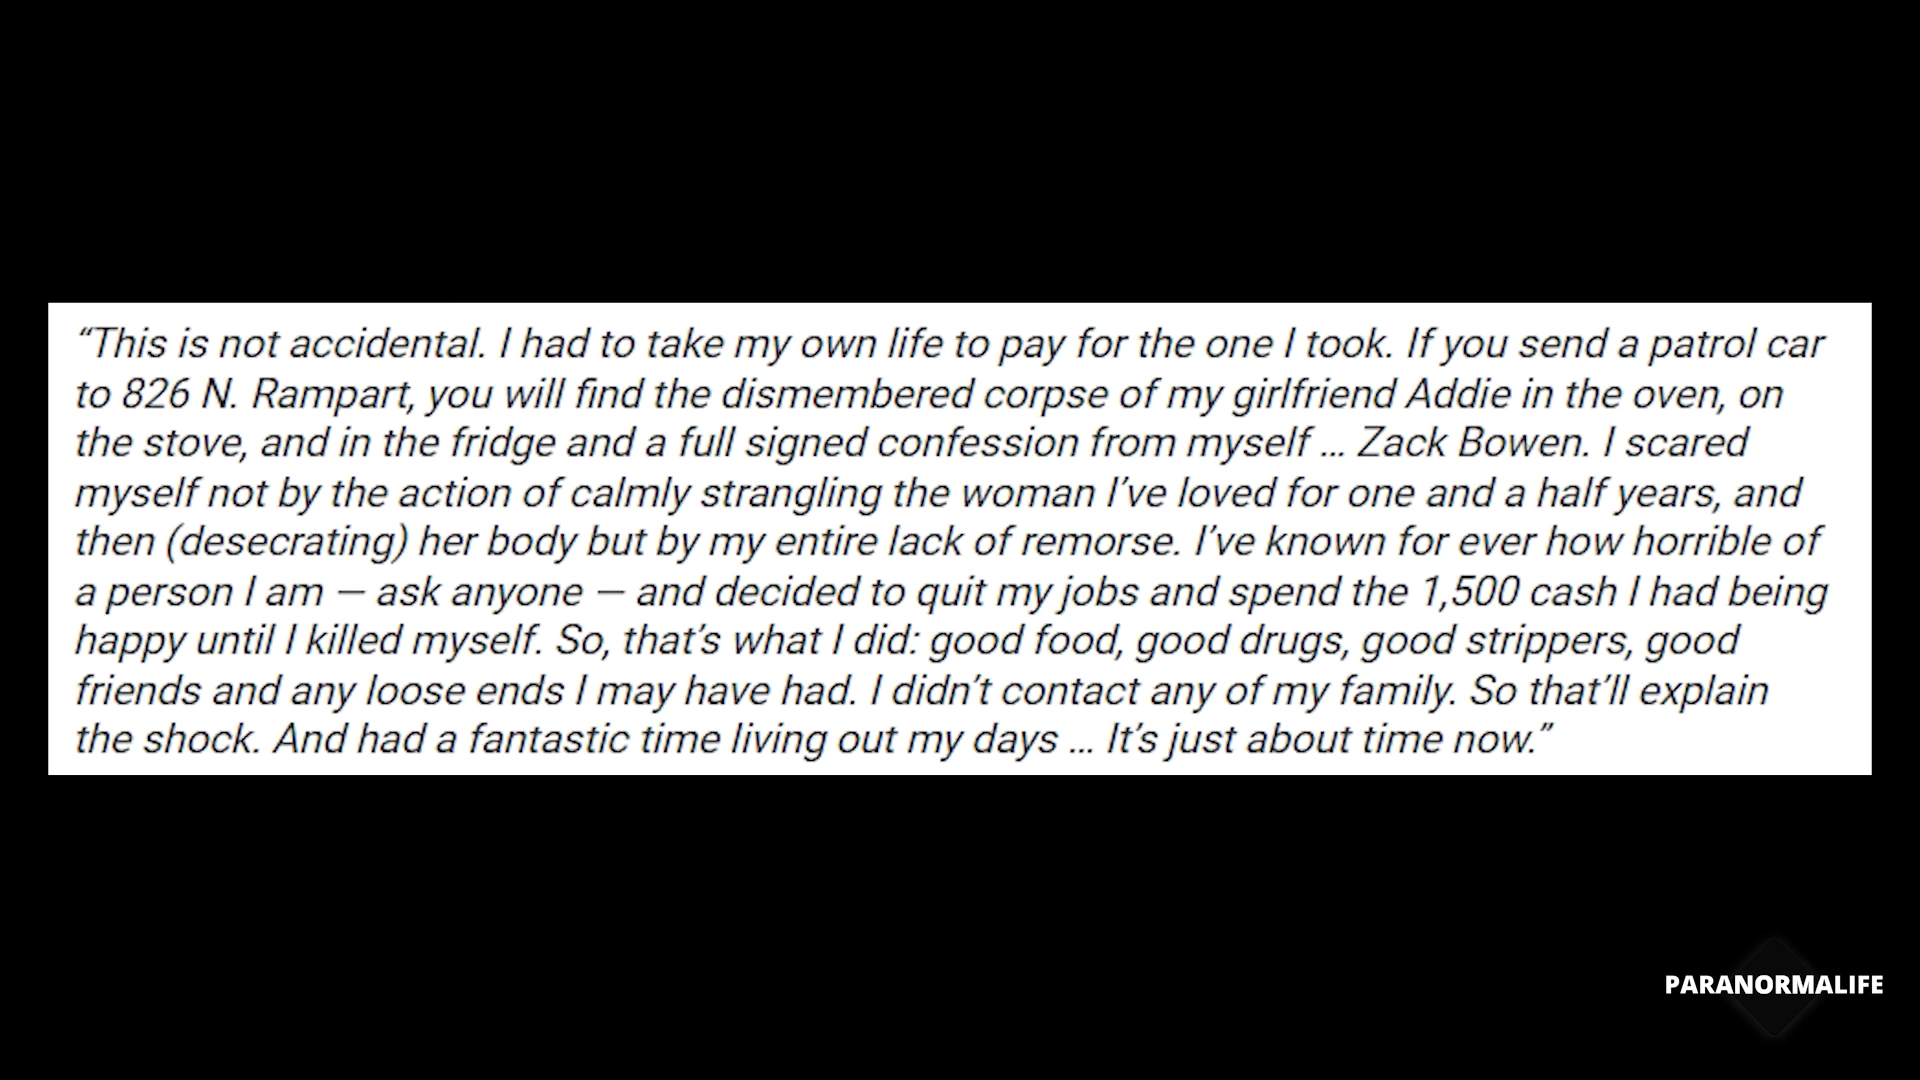 “This is not accidental. I had to take my own life to pay for the one I took. If you send a patrol car
to 826 N. Rampart, you will find the dismembered corpse of my girlfriend Addie in the oven, on
the stove, and in the fridge and a full signed confession from myself ... Zack Bowen. I scared
myself not by the action of calmly strangling the woman I’ve loved for one and a half years, and
then (desecrating) her body but by my entire lack of remorse. I’ve known for ever how horrible of
a person I am — ask anyone — and decided to quit my jobs and spend the 1,500 cash I had being
happy until I killed myself. So, that’s what I did: good food, good drugs, good strippers, good
friends and any loose ends I may have had. I didn’t contact any of my family. So that’ll explain
the shock. And had a fantastic time living out my days ... It’s just about time now.”
PARANORMALIFE